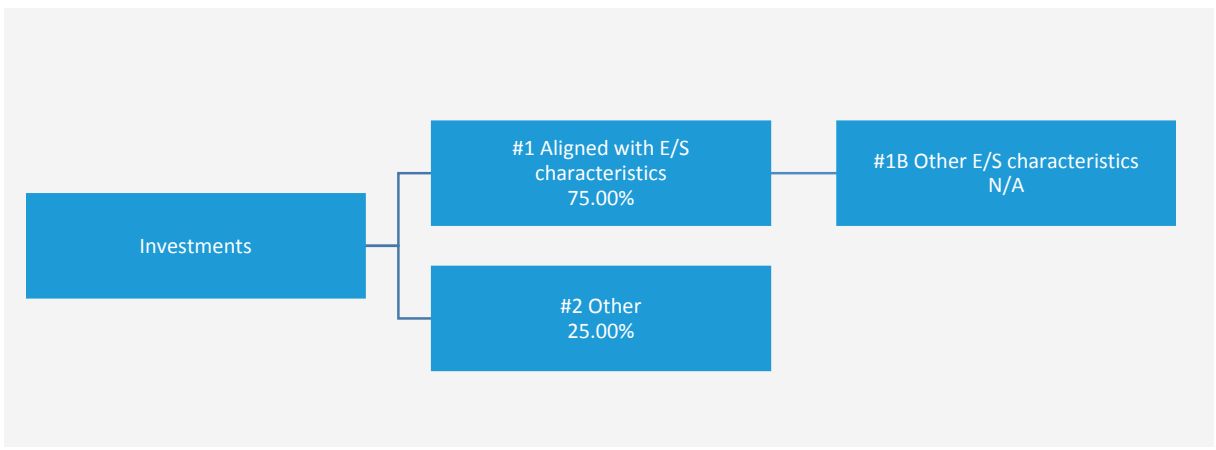 Investments
#1 Aligned with E/S
characteristics
75.00%
#1B Other E/S characteristics
N/A
#2 Other
25.00%